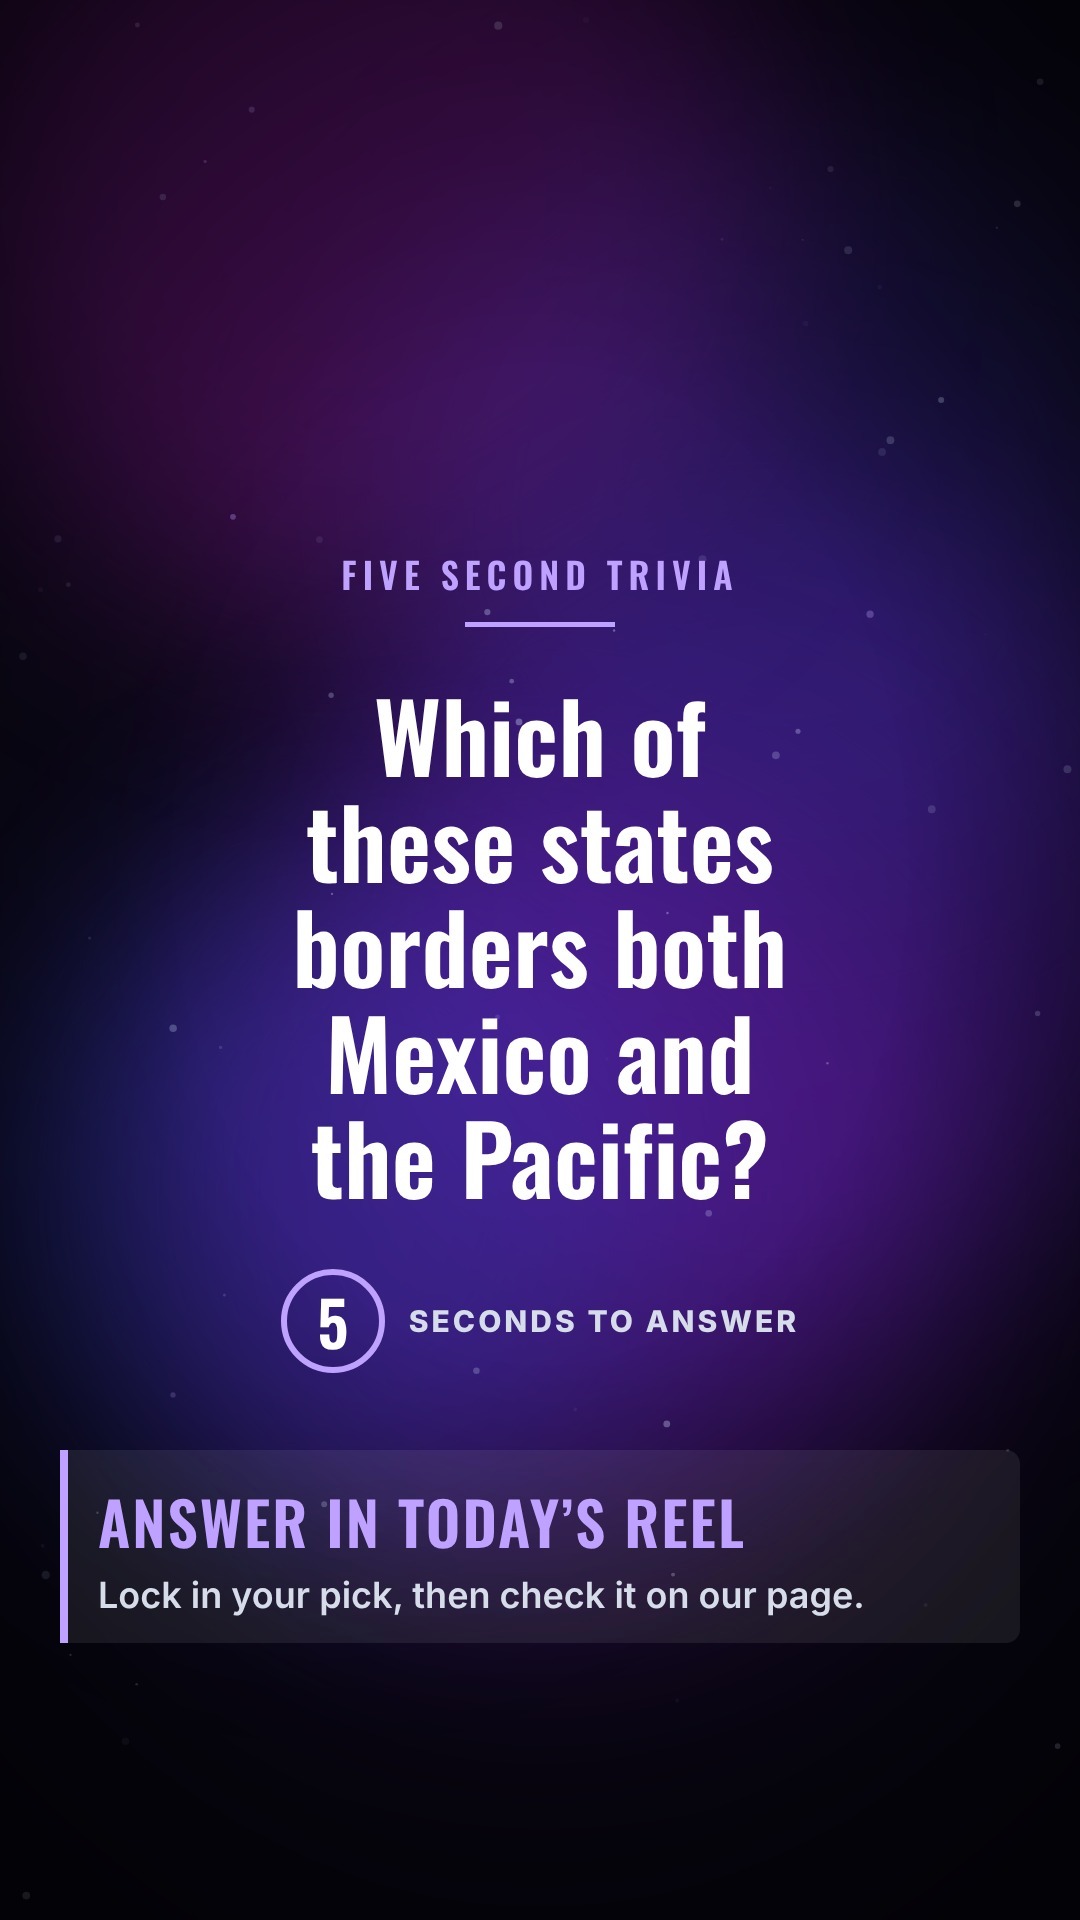 FIVE SECOND TRIVIA
Which of
these states
borders both
Mexico and
the Pacific?
5 SECONDS TO ANSWER
ANSWER IN TODAY’S REEL
Lock in your pick, then check it on our page.